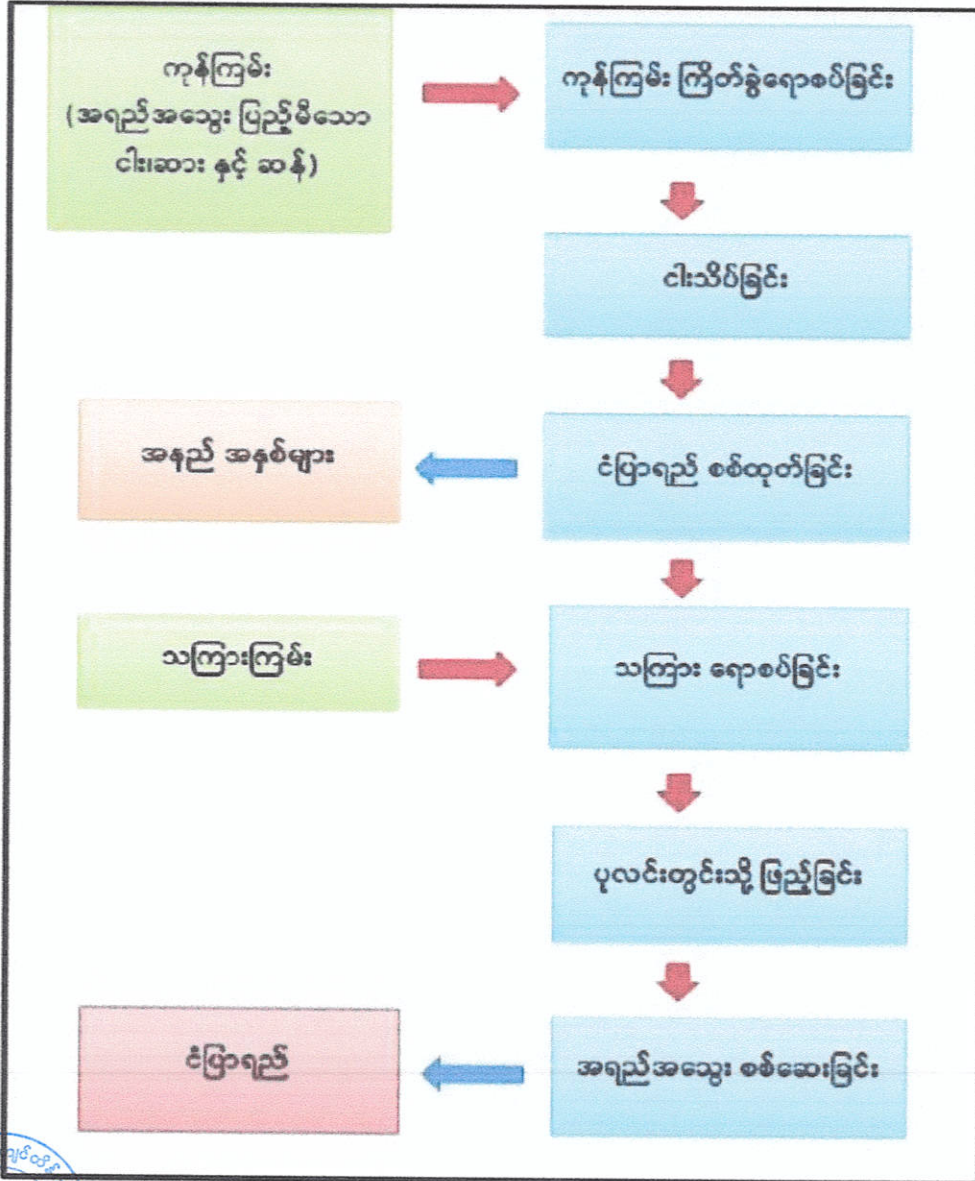 ကုန်ကြမ်း
(အရည်အသွေး ပြည့်မီသော
ငါး၊ဆား နှင့် ဆန်)
ကုန်ကြမ်း ကြိတ်ခွဲရောစပ်ခြင်း
ငါးသိပ်ခြင်း
အနည် အနှစ်များ
ငံပြာရည် စစ်ထုတ်ခြင်း
သကြားကြမ်း
သကြား ရောစပ်ခြင်း
ပုလင်းတွင်းသို့ ဖြည့်ခြင်း
ငံပြာရည်
အရည်အသွေး စစ်ဆေးခြင်း